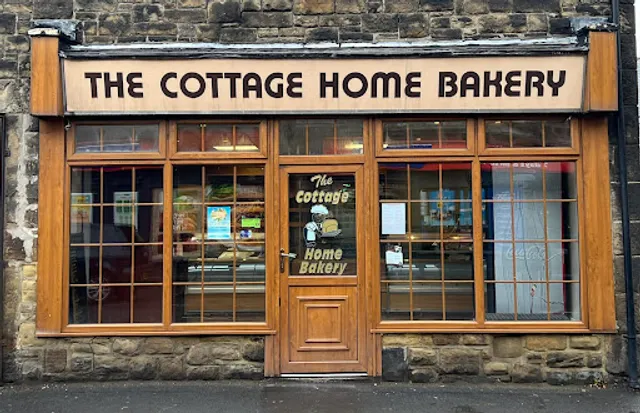 THE COTTAGE HOME BAKERY
The
Cottage
Home
Bakery